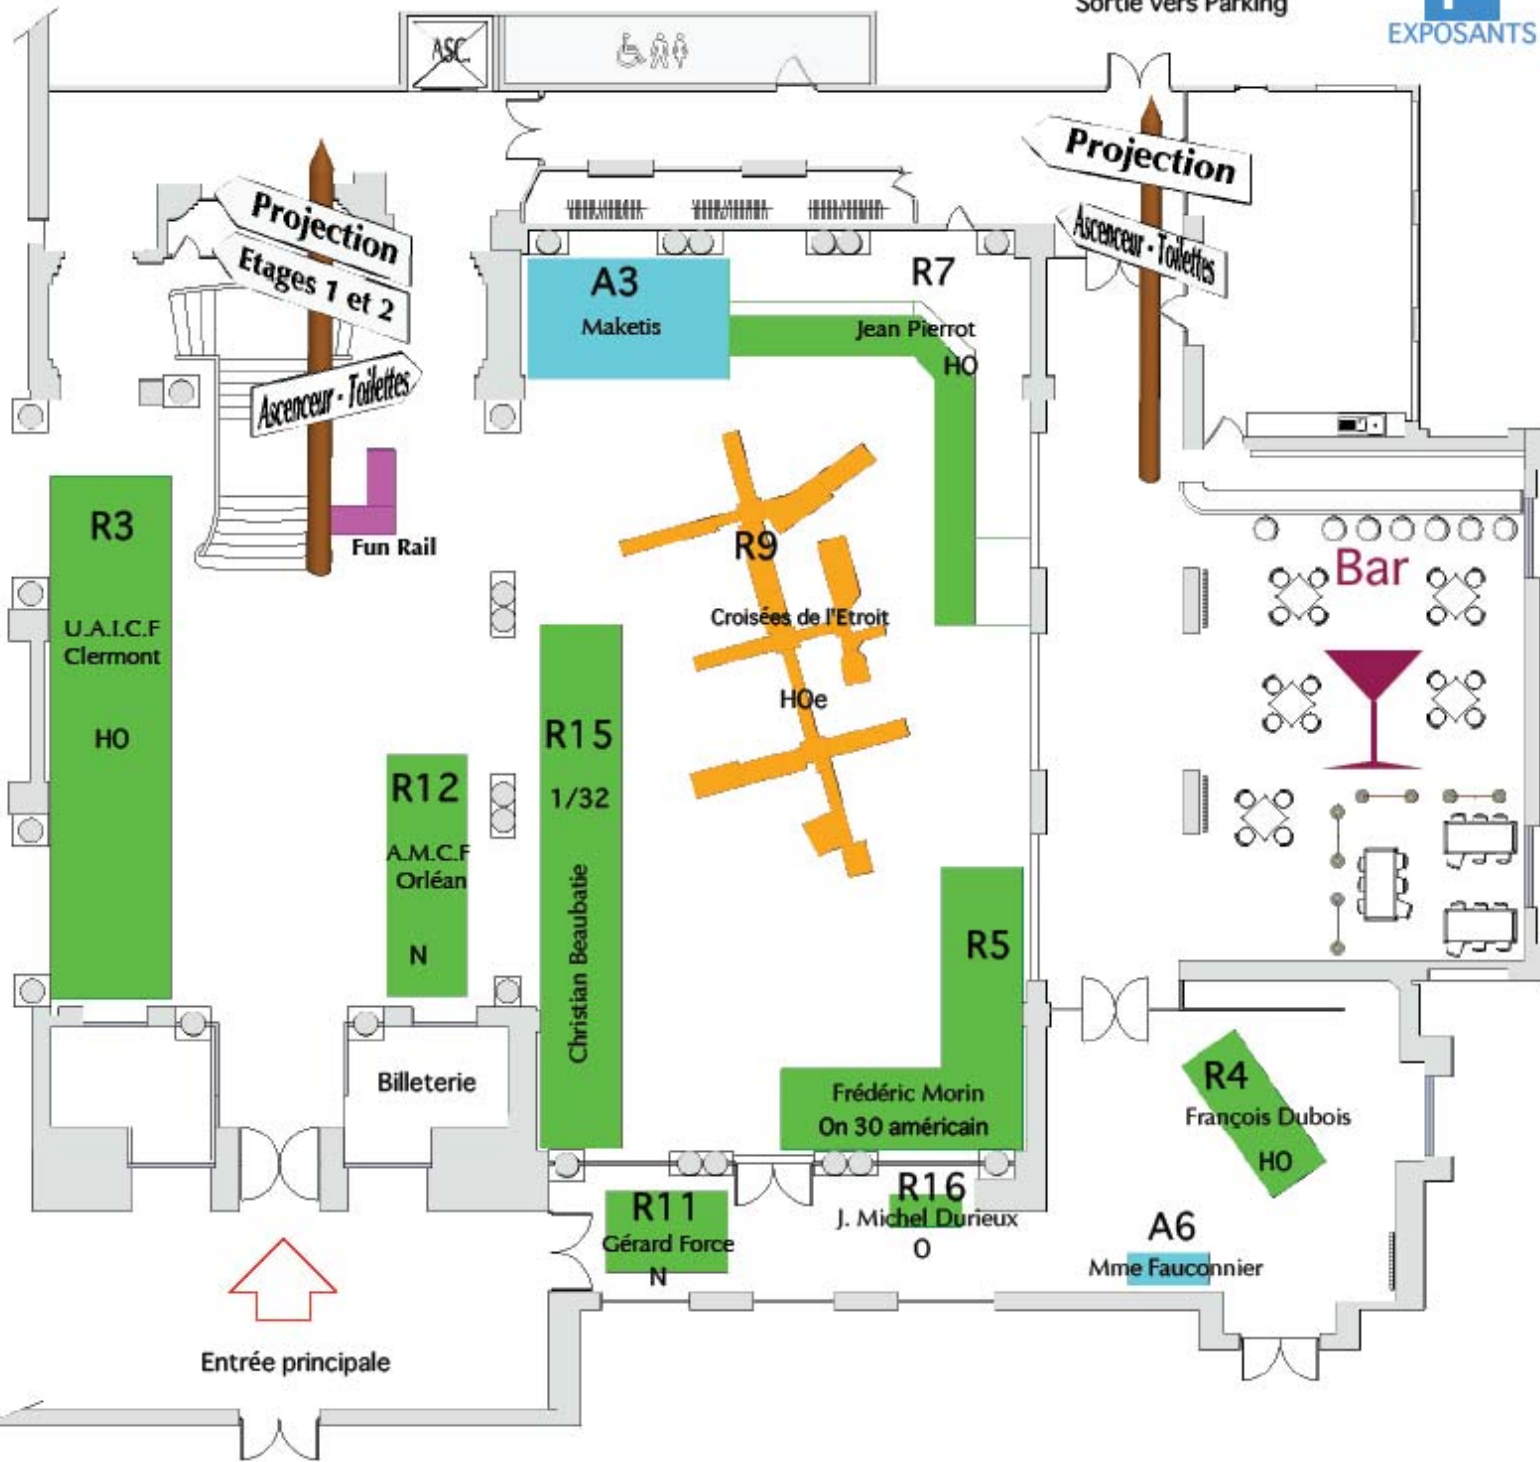 Sortie vers Parking
EXPOSANTS
ASC.
Projection
Etages 1 et 2
Ascenceur - Toilettes
Projection
Ascenceur - Toilettes
A3
Maketis
R7
Jean Pierrot
HO
R3
U.A.I.C.F
Clermont
HO
Fun Rail
R9
Croisées de l'Etroit
HOe
Bar
R15
1/32
Christian Beaubatie
R12
A.M.C.F
Orléan
N
R5
Frédéric Morin
On 30 américain
Billeterie
R4
François Dubois
HO
R11
Gérard Force
N
R16
J. Michel Durieux
O
A6
Mme Fauconnier
Entrée principale